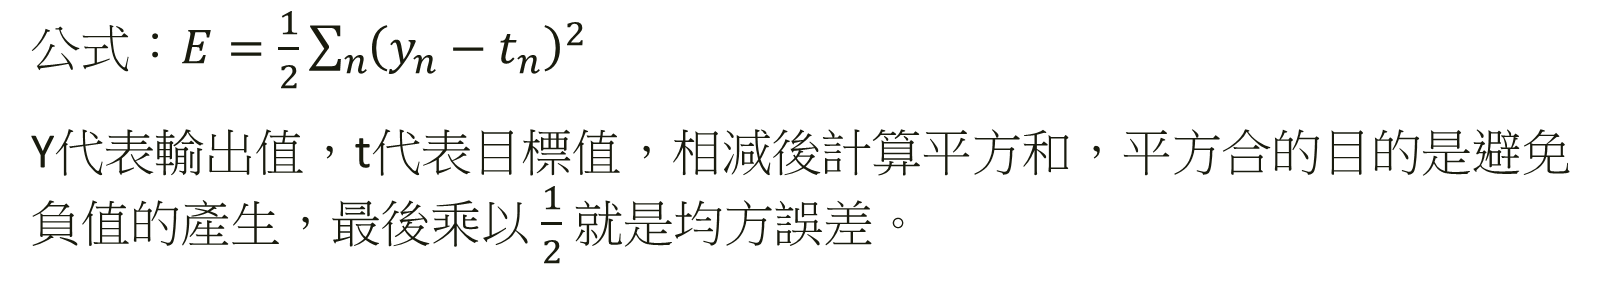 公式：E = 1/2 ∑n(yn − tn)²
Y代表輸出值，t代表目標值，相減後計算平方和，平方合的目的是避免
負值的產生，最後乘以 1/2 就是均方誤差。